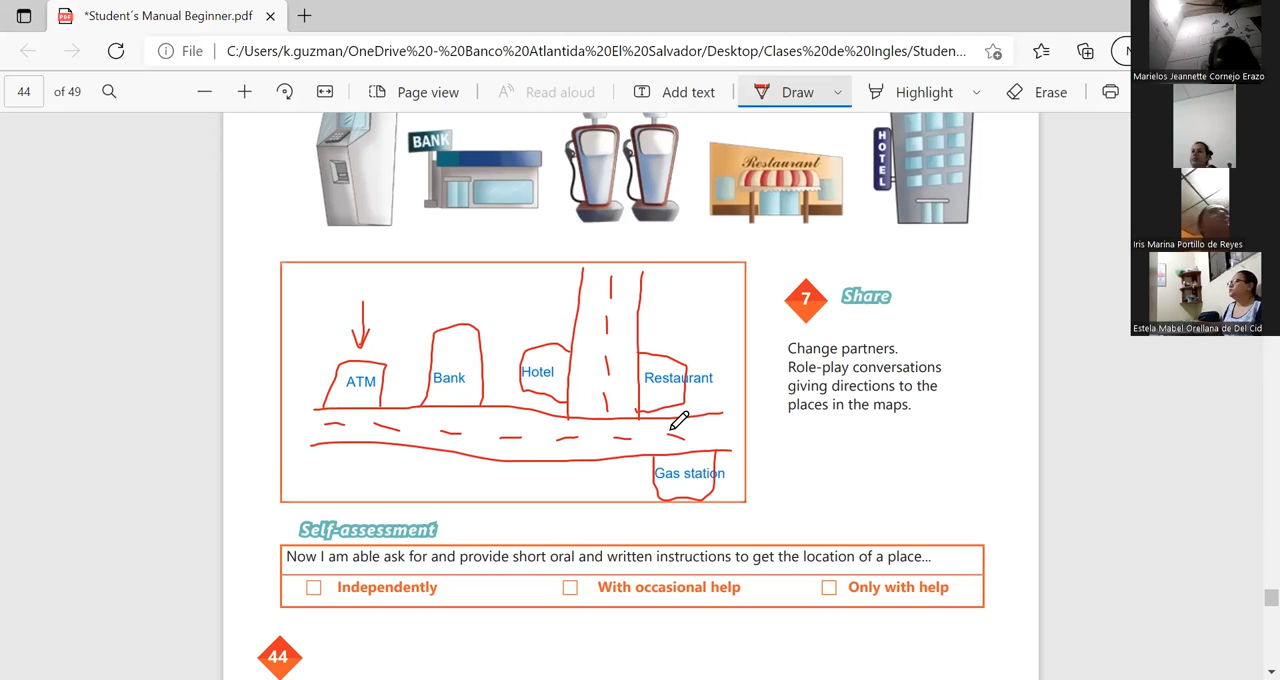 *Student´s Manual Beginner.pdf
File
C:/Users/k.guzman/OneDrive%20-%20Banco%20Atlantida%20El%20Salvador/Desktop/Clases%20de%20Ingles/Studen...
44 of 49
Page view
Read aloud
Add text
Draw
Highlight
Erase
BANK
Restaurant
HOTEL
ATM
Bank
Hotel
Restaurant
Gas station
7 Share
Change partners.
Role-play conversations
giving directions to the
places in the maps.
Self-assessment
Now I am able ask for and provide short oral and written instructions to get the location of a place...
Independently
With occasional help
Only with help
44
Marielos Jeannette Cornejo Erazo
Iris Marina Portillo de Reyes
Estela Mabel Orellana de Del Cid